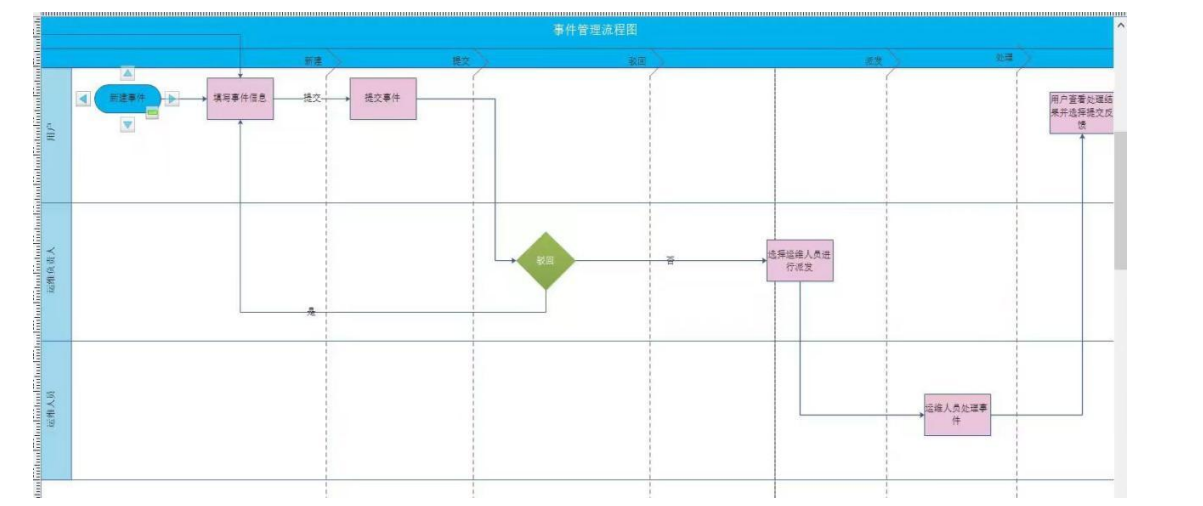 事件管理流程图
新建
提交
驳回
派发
处理
用户
新建事件
填写事件信息
提交
提交事件
用户查看处理结
果并选择提交反
馈
运维负责人
驳回
否
选择运维人员进
行派发
是
运维人员
运维人员处理事
件